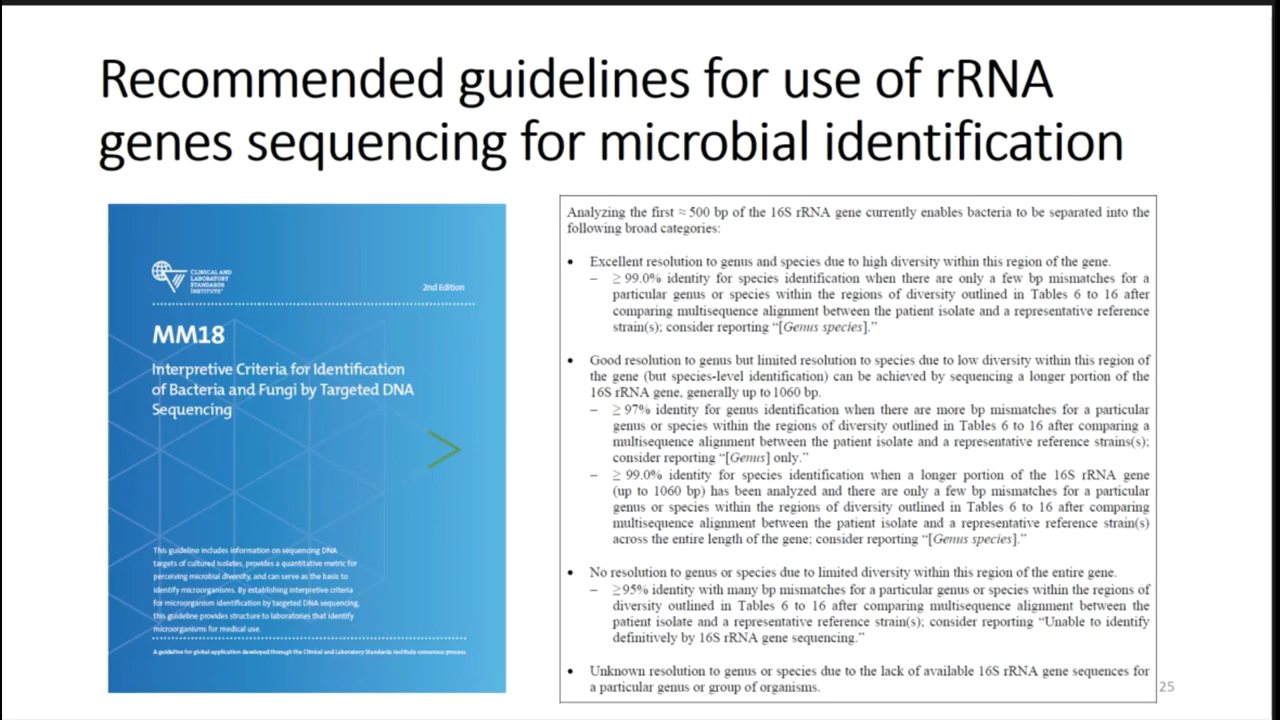 Recommended guidelines for use of rRNA
genes sequencing for microbial identification
CLINICAL AND
LABORATORY
STANDARDS
INSTITUTE®
2nd Edition
MM18
Interpretive Criteria for Identification
of Bacteria and Fungi by Targeted DNA
Sequencing
This guideline includes information on sequencing DNA
targets of cultured isolates, provides a quantitative metric for
perceiving microbial diversity, and can serve as the basis to
identify microorganisms. By establishing interpretive criteria
for microorganism identification by targeted DNA sequencing,
this guideline provides structure to laboratories that identify
microorganisms for medical use.
A guideline for global application developed through the Clinical and Laboratory Standards Institute consensus process.
Analyzing the first ≈ 500 bp of the 16S rRNA gene currently enables bacteria to be separated into the
following broad categories:
• Excellent resolution to genus and species due to high diversity within this region of the gene.
– ≥ 99.0% identity for species identification when there are only a few bp mismatches for a
particular genus or species within the regions of diversity outlined in Tables 6 to 16 after
comparing multisequence alignment between the patient isolate and a representative reference
strain(s); consider reporting “[Genus species].”
• Good resolution to genus but limited resolution to species due to low diversity within this region of
the gene (but species-level identification) can be achieved by sequencing a longer portion of the
16S rRNA gene, generally up to 1060 bp.
– ≥ 97% identity for genus identification when there are more bp mismatches for a particular
genus or species within the regions of diversity outlined in Tables 6 to 16 after comparing a
multisequence alignment between the patient isolate and a representative reference strains(s);
consider reporting “[Genus] only.”
– ≥ 99.0% identity for species identification when a longer portion of the 16S rRNA gene
(up to 1060 bp) has been analyzed and there are only a few bp mismatches for a particular
genus or species within the regions of diversity outlined in Tables 6 to 16 after comparing
multisequence alignment between the patient isolate and a representative reference strain(s)
across the entire length of the gene; consider reporting “[Genus species].”
• No resolution to genus or species due to limited diversity within this region of the entire gene.
– ≥95% identity with many bp mismatches for a particular genus or species within the regions of
diversity outlined in Tables 6 to 16 after comparing multisequence alignment between the
patient isolate and a representative reference strain(s); consider reporting “Unable to identify
definitively by 16S rRNA gene sequencing.”
• Unknown resolution to genus or species due to the lack of available 16S rRNA gene sequences for
a particular genus or group of organisms.
25